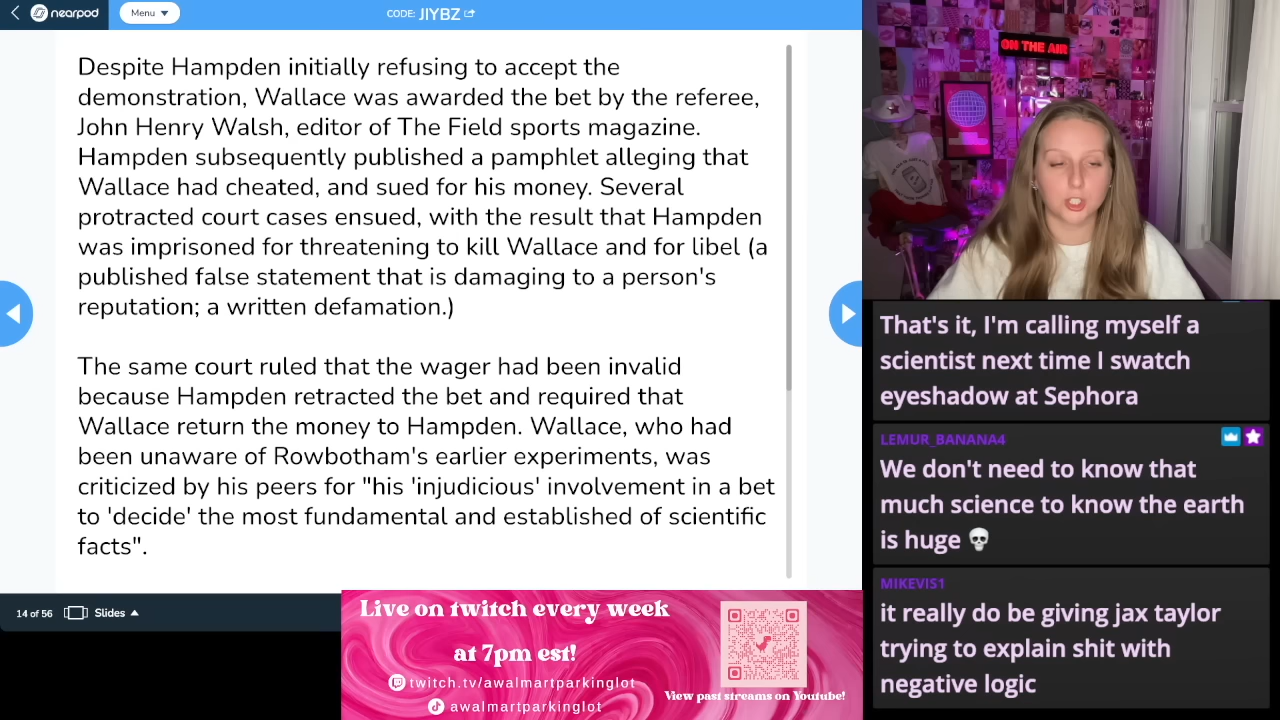 nearpod
Menu
CODE: JIYBZ
Despite Hampden initially refusing to accept the
demonstration, Wallace was awarded the bet by the referee,
John Henry Walsh, editor of The Field sports magazine.
Hampden subsequently published a pamphlet alleging that
Wallace had cheated, and sued for his money. Several
protracted court cases ensued, with the result that Hampden
was imprisoned for threatening to kill Wallace and for libel (a
published false statement that is damaging to a person's
reputation; a written defamation.)
The same court ruled that the wager had been invalid
because Hampden retracted the bet and required that
Wallace return the money to Hampden. Wallace, who had
been unaware of Rowbotham's earlier experiments, was
criticized by his peers for "his 'injudicious' involvement in a bet
to 'decide' the most fundamental and established of scientific
facts".
14 of 56
Slides
Live on twitch every week
at 7pm est!
twitch.tv/awalmartparkinglot
awalmartparkinglot
View past streams on Youtube!
ON THE AIR
That's it, I'm calling myself a
scientist next time I swatch
eyeshadow at Sephora
LEMUR_BANANA4
We don't need to know that
much science to know the earth
is huge 💀
MIKEVIS1
it really do be giving jax taylor
trying to explain shit with
negative logic